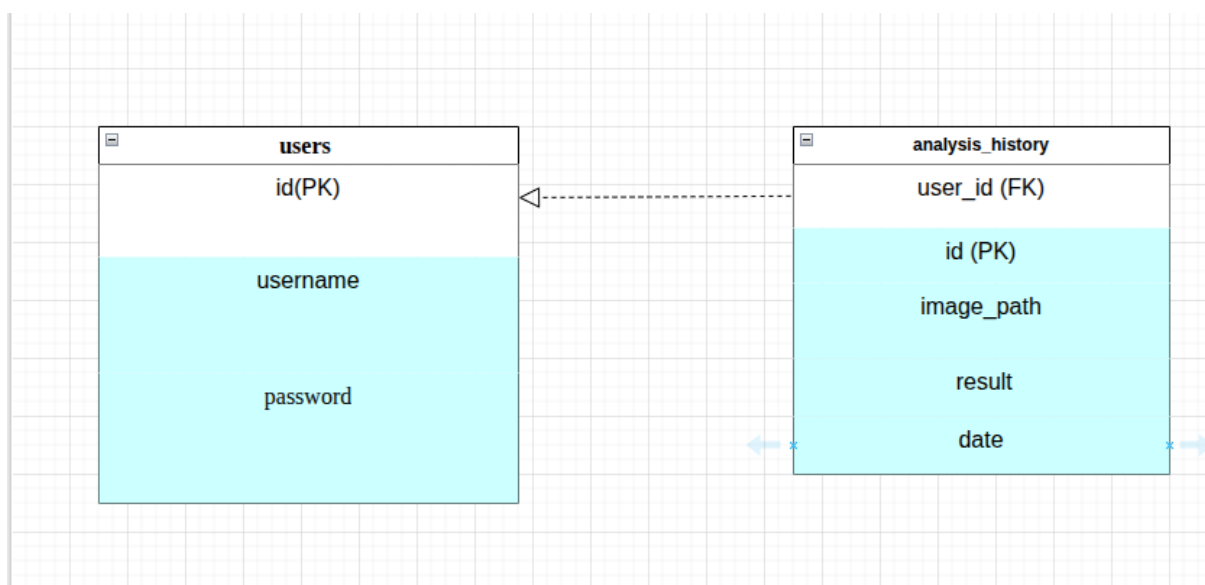 users
id(PK)
username
password
analysis_history
user_id (FK)
id (PK)
image_path
result
date